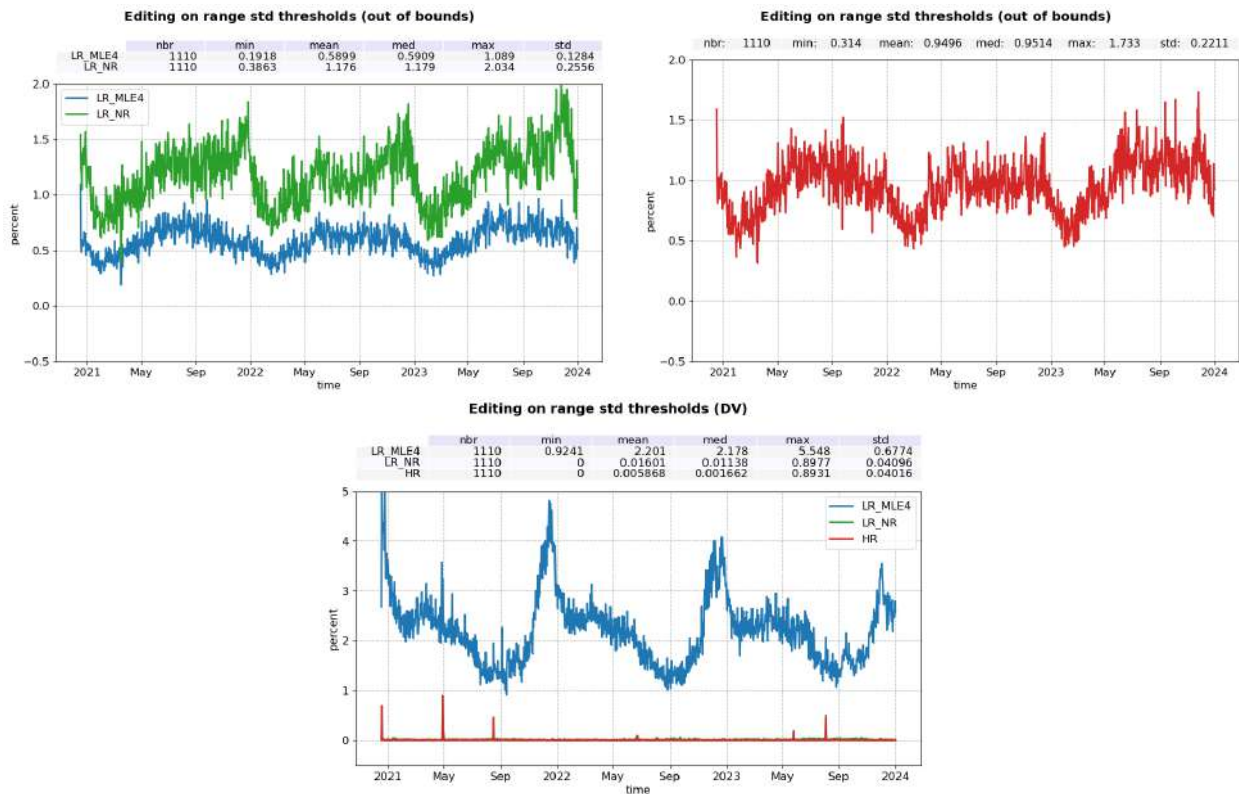 Editing on range std thresholds (out of bounds)
nbr min mean med max std
LR_MLE4 1110 0.1918 0.5899 0.5909 1.089 0.1284
LR_NR 1110 0.3863 1.176 1.179 2.034 0.2556
2.0
1.5
1.0
0.5
0.0
−0.5
percent
LR_MLE4
LR_NR
2021 May Sep 2022 May Sep 2023 May Sep 2024
time
Editing on range std thresholds (out of bounds)
nbr: 1110 min: 0.314 mean: 0.9496 med: 0.9514 max: 1.733 std: 0.2211
2.0
1.5
1.0
0.5
0.0
−0.5
percent
2021 May Sep 2022 May Sep 2023 May Sep 2024
time
Editing on range std thresholds (DV)
nbr min mean med max std
LR_MLE4 1110 0.9241 2.201 2.178 5.548 0.6774
LR_NR 1110 0 0.01601 0.01138 0.8977 0.04096
HR 1110 0 0.005868 0.001662 0.8931 0.04016
5
4
3
2
1
0
percent
LR_MLE4
LR_NR
HR
2021 May Sep 2022 May Sep 2023 May Sep 2024
time